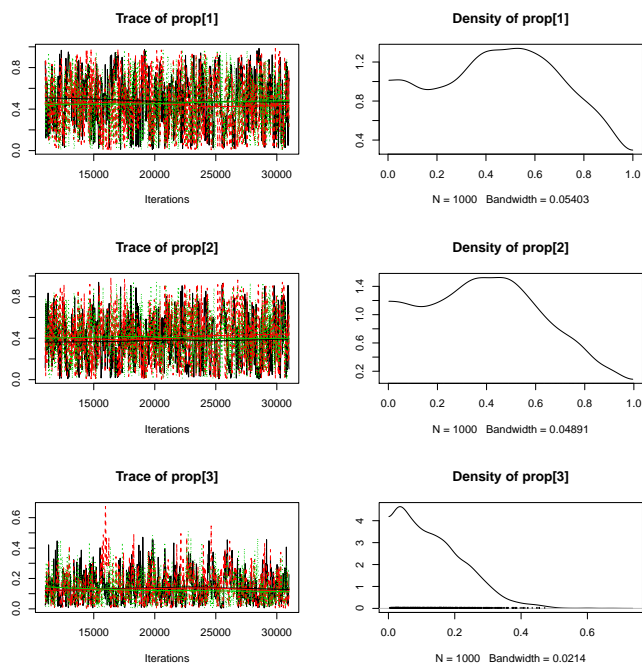 Trace of prop[1]
0.0 0.4 0.8
15000 20000 25000 30000
Iterations
Density of prop[1]
0.4 0.8 1.2
0.0 0.2 0.4 0.6 0.8 1.0
N = 1000 Bandwidth = 0.05403
Trace of prop[2]
0.0 0.4 0.8
15000 20000 25000 30000
Iterations
Density of prop[2]
0.2 0.6 1.0 1.4
0.0 0.2 0.4 0.6 0.8 1.0
N = 1000 Bandwidth = 0.04891
Trace of prop[3]
0.0 0.2 0.4 0.6
15000 20000 25000 30000
Iterations
Density of prop[3]
0 1 2 3 4
0.0 0.2 0.4 0.6
N = 1000 Bandwidth = 0.0214